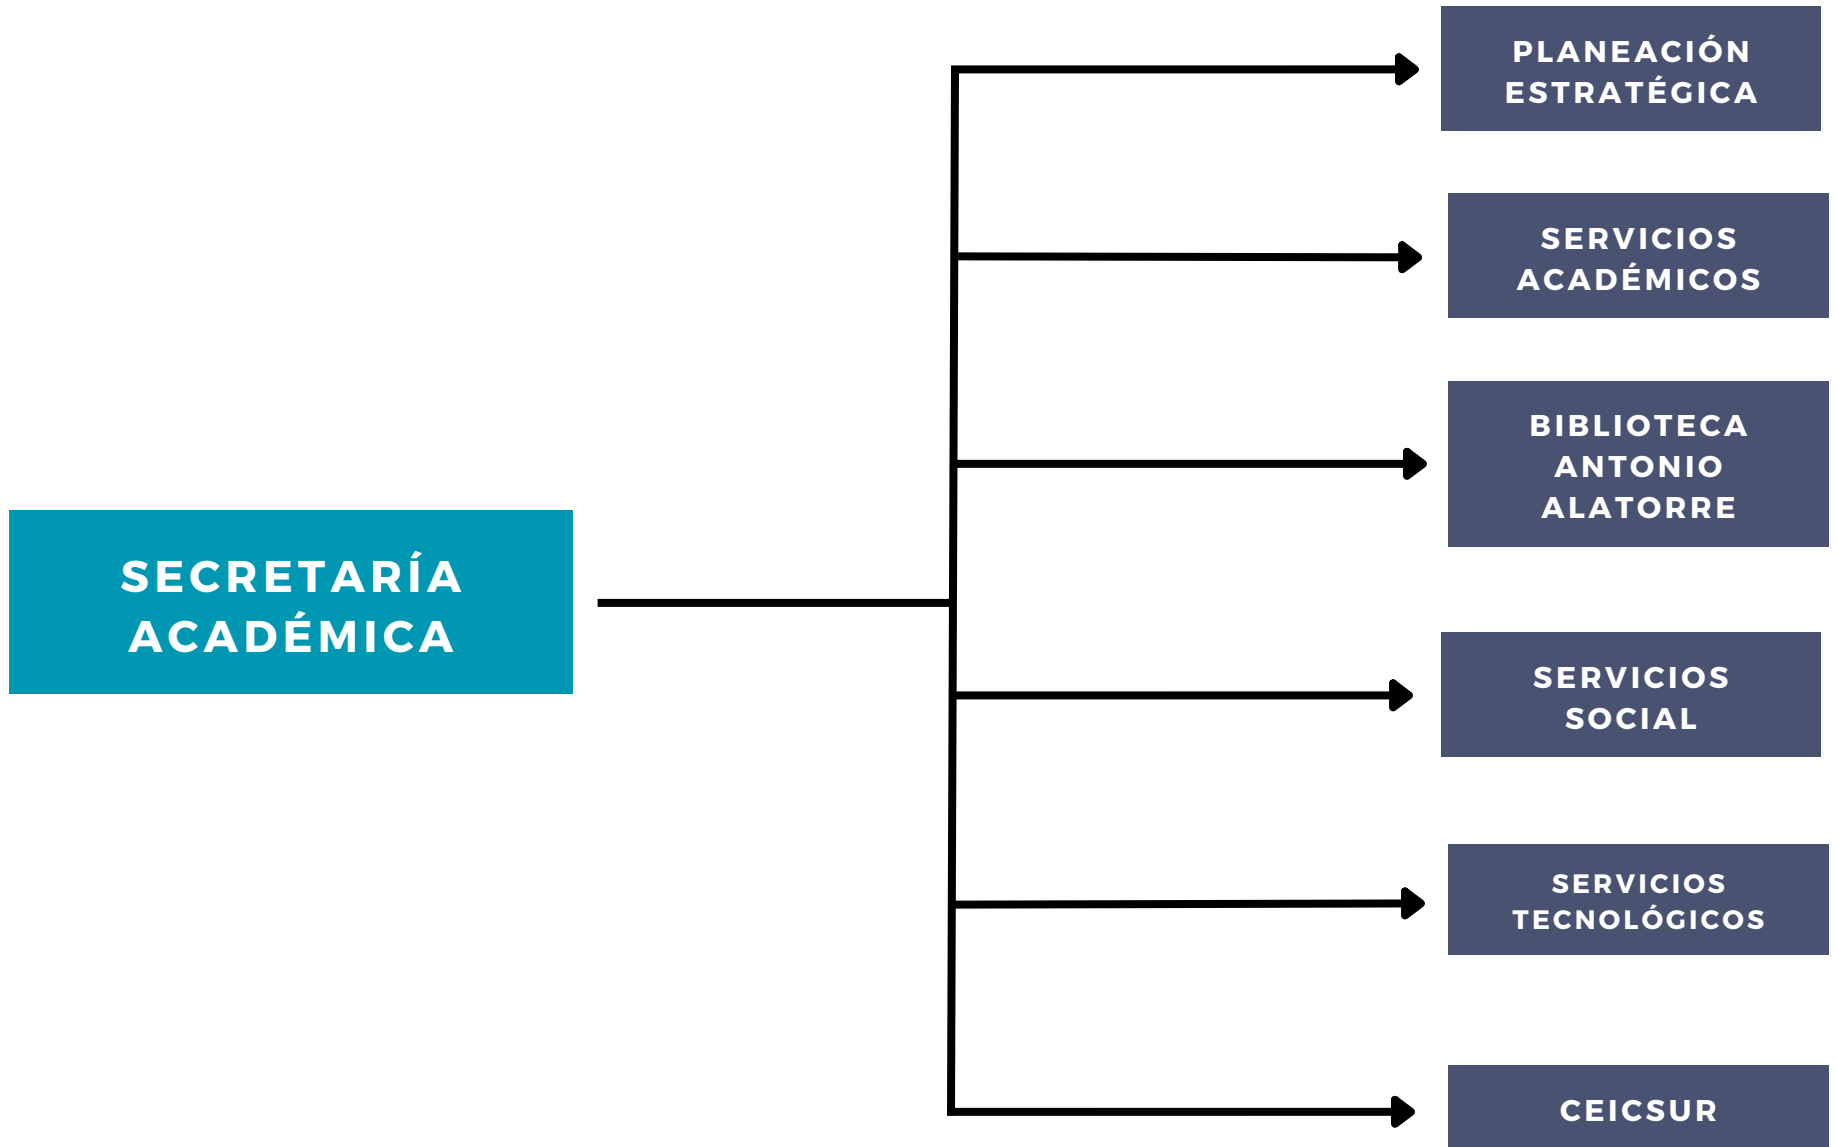 PLANEACIÓN
ESTRATÉGICA
SERVICIOS
ACADÉMICOS
BIBLIOTECA
ANTONIO
ALATORRE
SECRETARÍA
ACADÉMICA
SERVICIOS
SOCIAL
SERVICIOS
TECNOLÓGICOS
CEICSUR